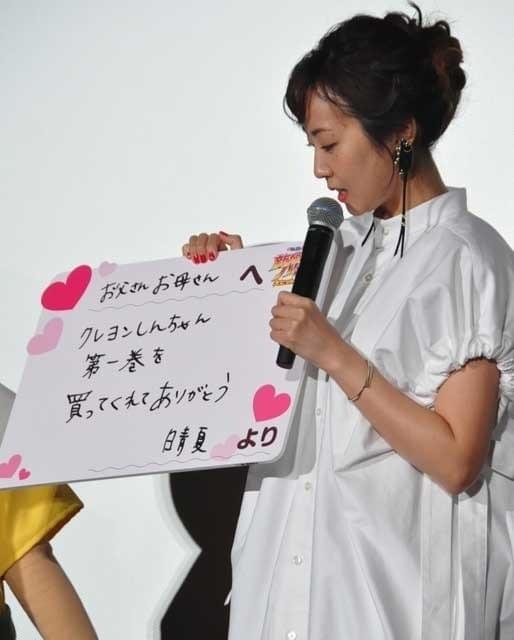 お父さんお母さん へ
クレヨンしんちゃん
第一巻を
買ってくれてありがとう
晴夏 より